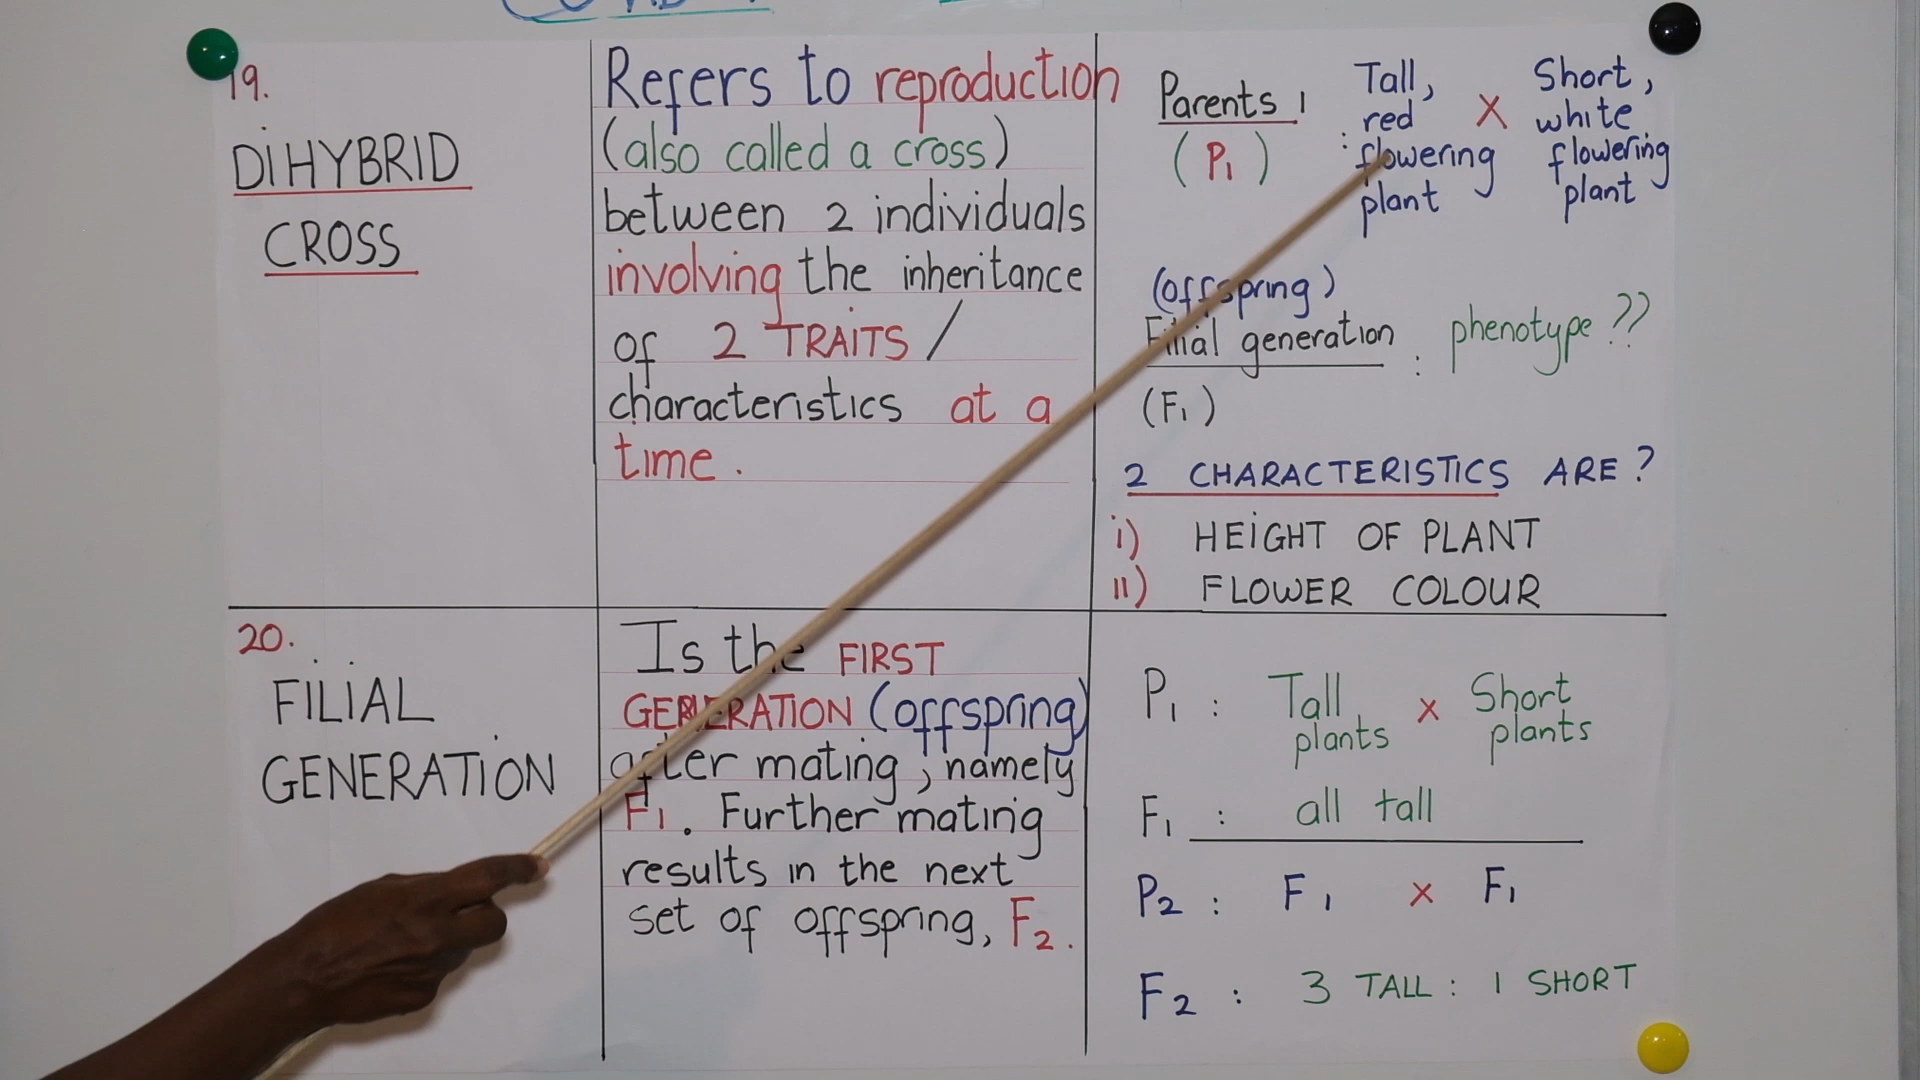 19.
DIHYBRID
CROSS
Refers to reproduction
(also called a cross)
between 2 individuals
involving the inheritance
of 2 TRAITS /
characteristics at a
time.
Parents 1
(P1)
: Tall,
red
flowering
plant
X
Short,
white
flowering
plant
(offspring)
Filial generation : phenotype??
(F1)
2 CHARACTERISTICS ARE?
i) HEIGHT OF PLANT
ii) FLOWER COLOUR
20.
FILIAL
GENERATION
Is the FIRST
GENERATION (offspring)
after mating, namely
F1. Further mating
results in the next
set of offspring, F2.
P1 : Tall x Short
plants plants
F1 : all tall
P2 : F1 x F1
F2 : 3 TALL : 1 SHORT